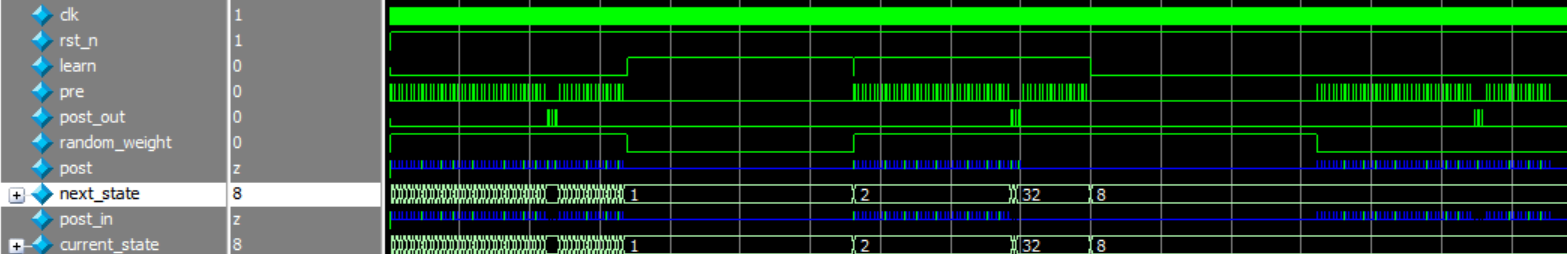 clk 1
rst_n 1
learn 0
pre 0
post_out 0
random_weight 0
post z
next_state 8 1 2 32 8
post_in z
current_state 8 1 2 32 8